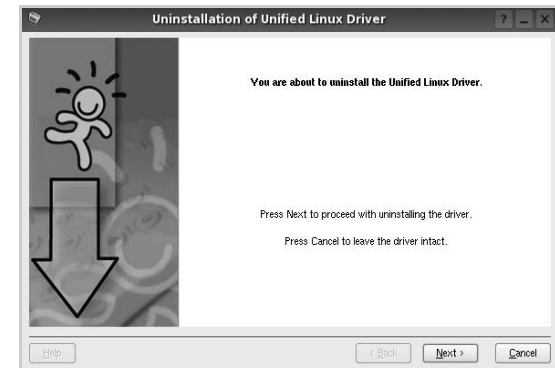 Uninstallation of Unified Linux Driver
You are about to uninstall the Unified Linux Driver.
Press Next to proceed with uninstalling the driver.
Press Cancel to leave the driver intact.
Help
< Back
Next >
Cancel